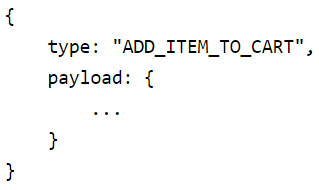 {
    type: "ADD_ITEM_TO_CART",
    payload: {
        ...
    }
}